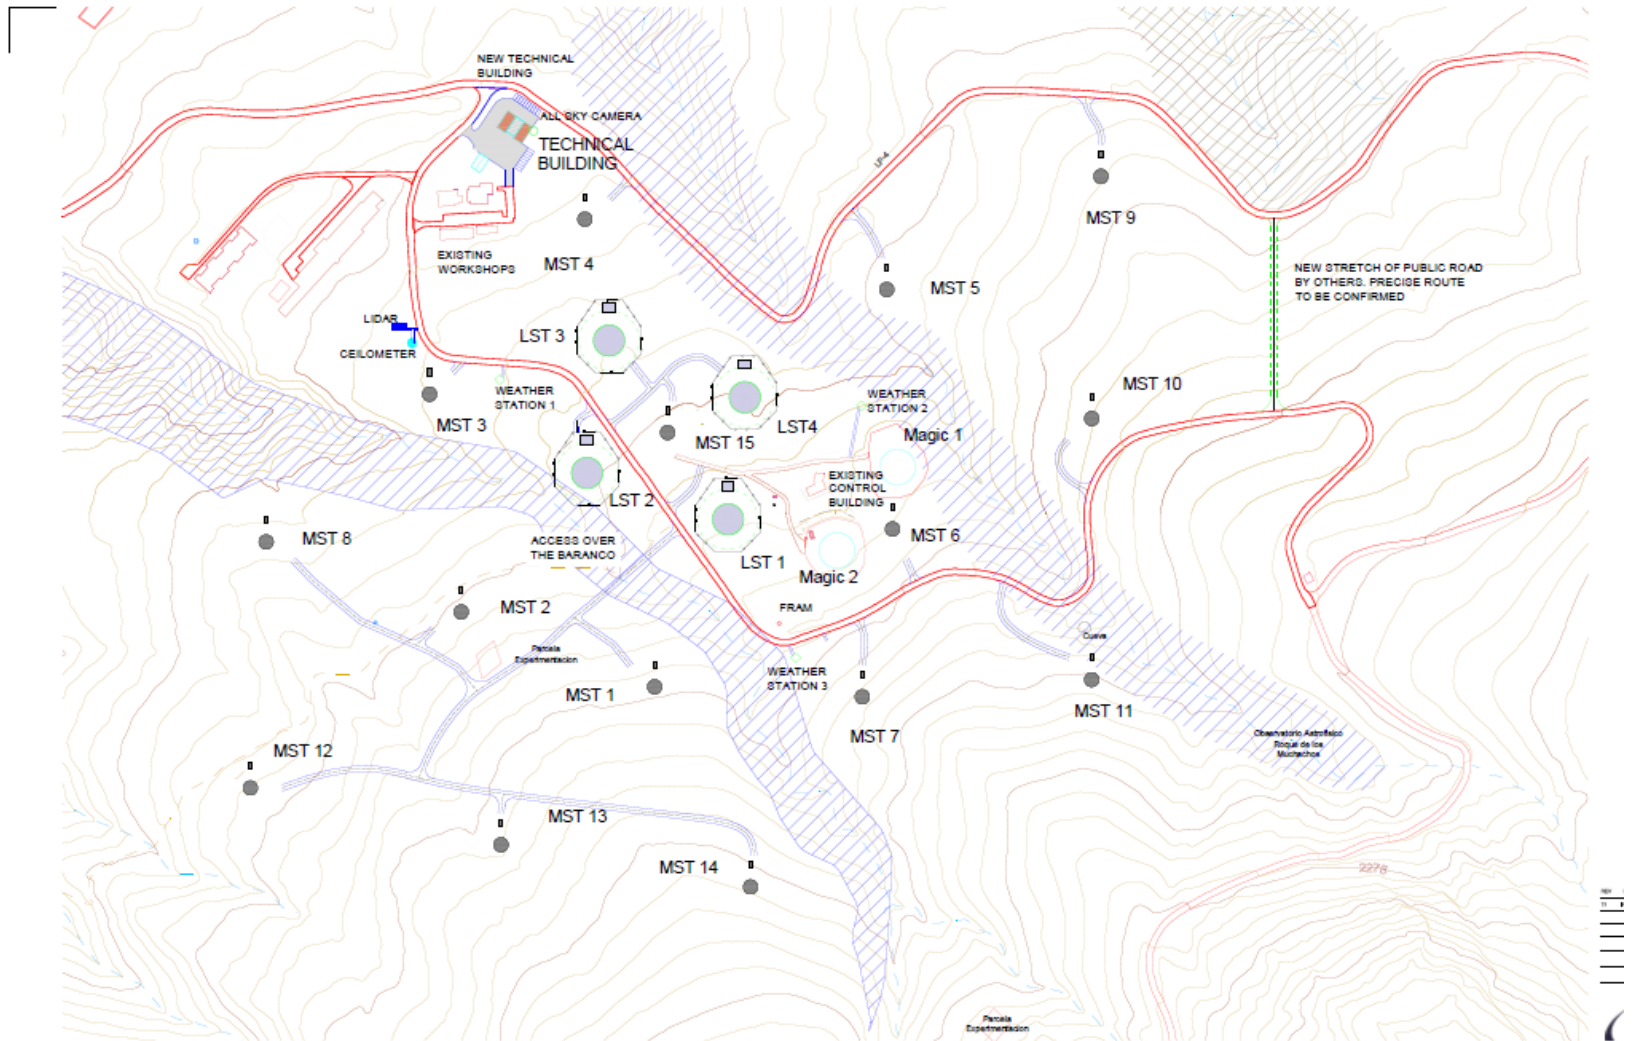 NEW TECHNICAL
BUILDING
ALL SKY CAMERA
TECHNICAL
BUILDING
LP-4
MST 9
MST 4
EXISTING
WORKSHOPS
MST 5
NEW STRETCH OF PUBLIC ROAD
BY OTHERS. PRECISE ROUTE
TO BE CONFIRMED
LIDAR
LST 3
CEILOMETER
WEATHER
STATION 1
MST 10
WEATHER
STATION 2
MST 3
LST4
MST 15
Magic 1
EXISTING
CONTROL
BUILDING
LST 2
MST 8
MST 6
ACCESS OVER
THE BARANCO
LST 1
Magic 2
MST 2
FRAM
Cueva
Parcela
Experimentacion
WEATHER
STATION 3
MST 1
MST 11
MST 7
Observatorio Astrofisico
Roque de los
Muchachos
MST 12
MST 13
MST 14
2276
Parcela
Experimentacion